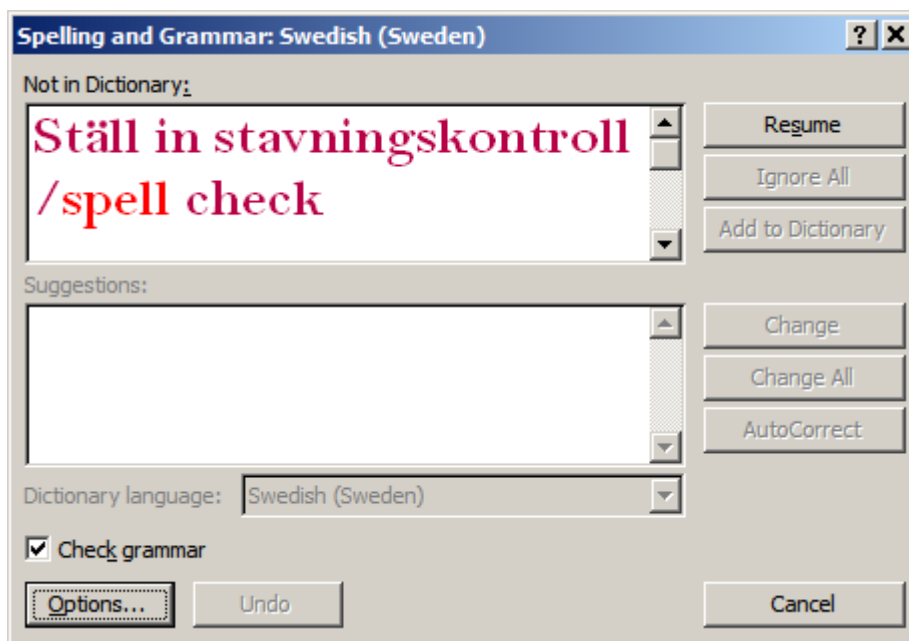 Spelling and Grammar: Swedish (Sweden)
Not in Dictionary:
Ställ in stavningskontroll
/spell check
Resume
Ignore All
Add to Dictionary
Suggestions:
Change
Change All
AutoCorrect
Dictionary language: Swedish (Sweden)
Check grammar
Options... Undo Cancel